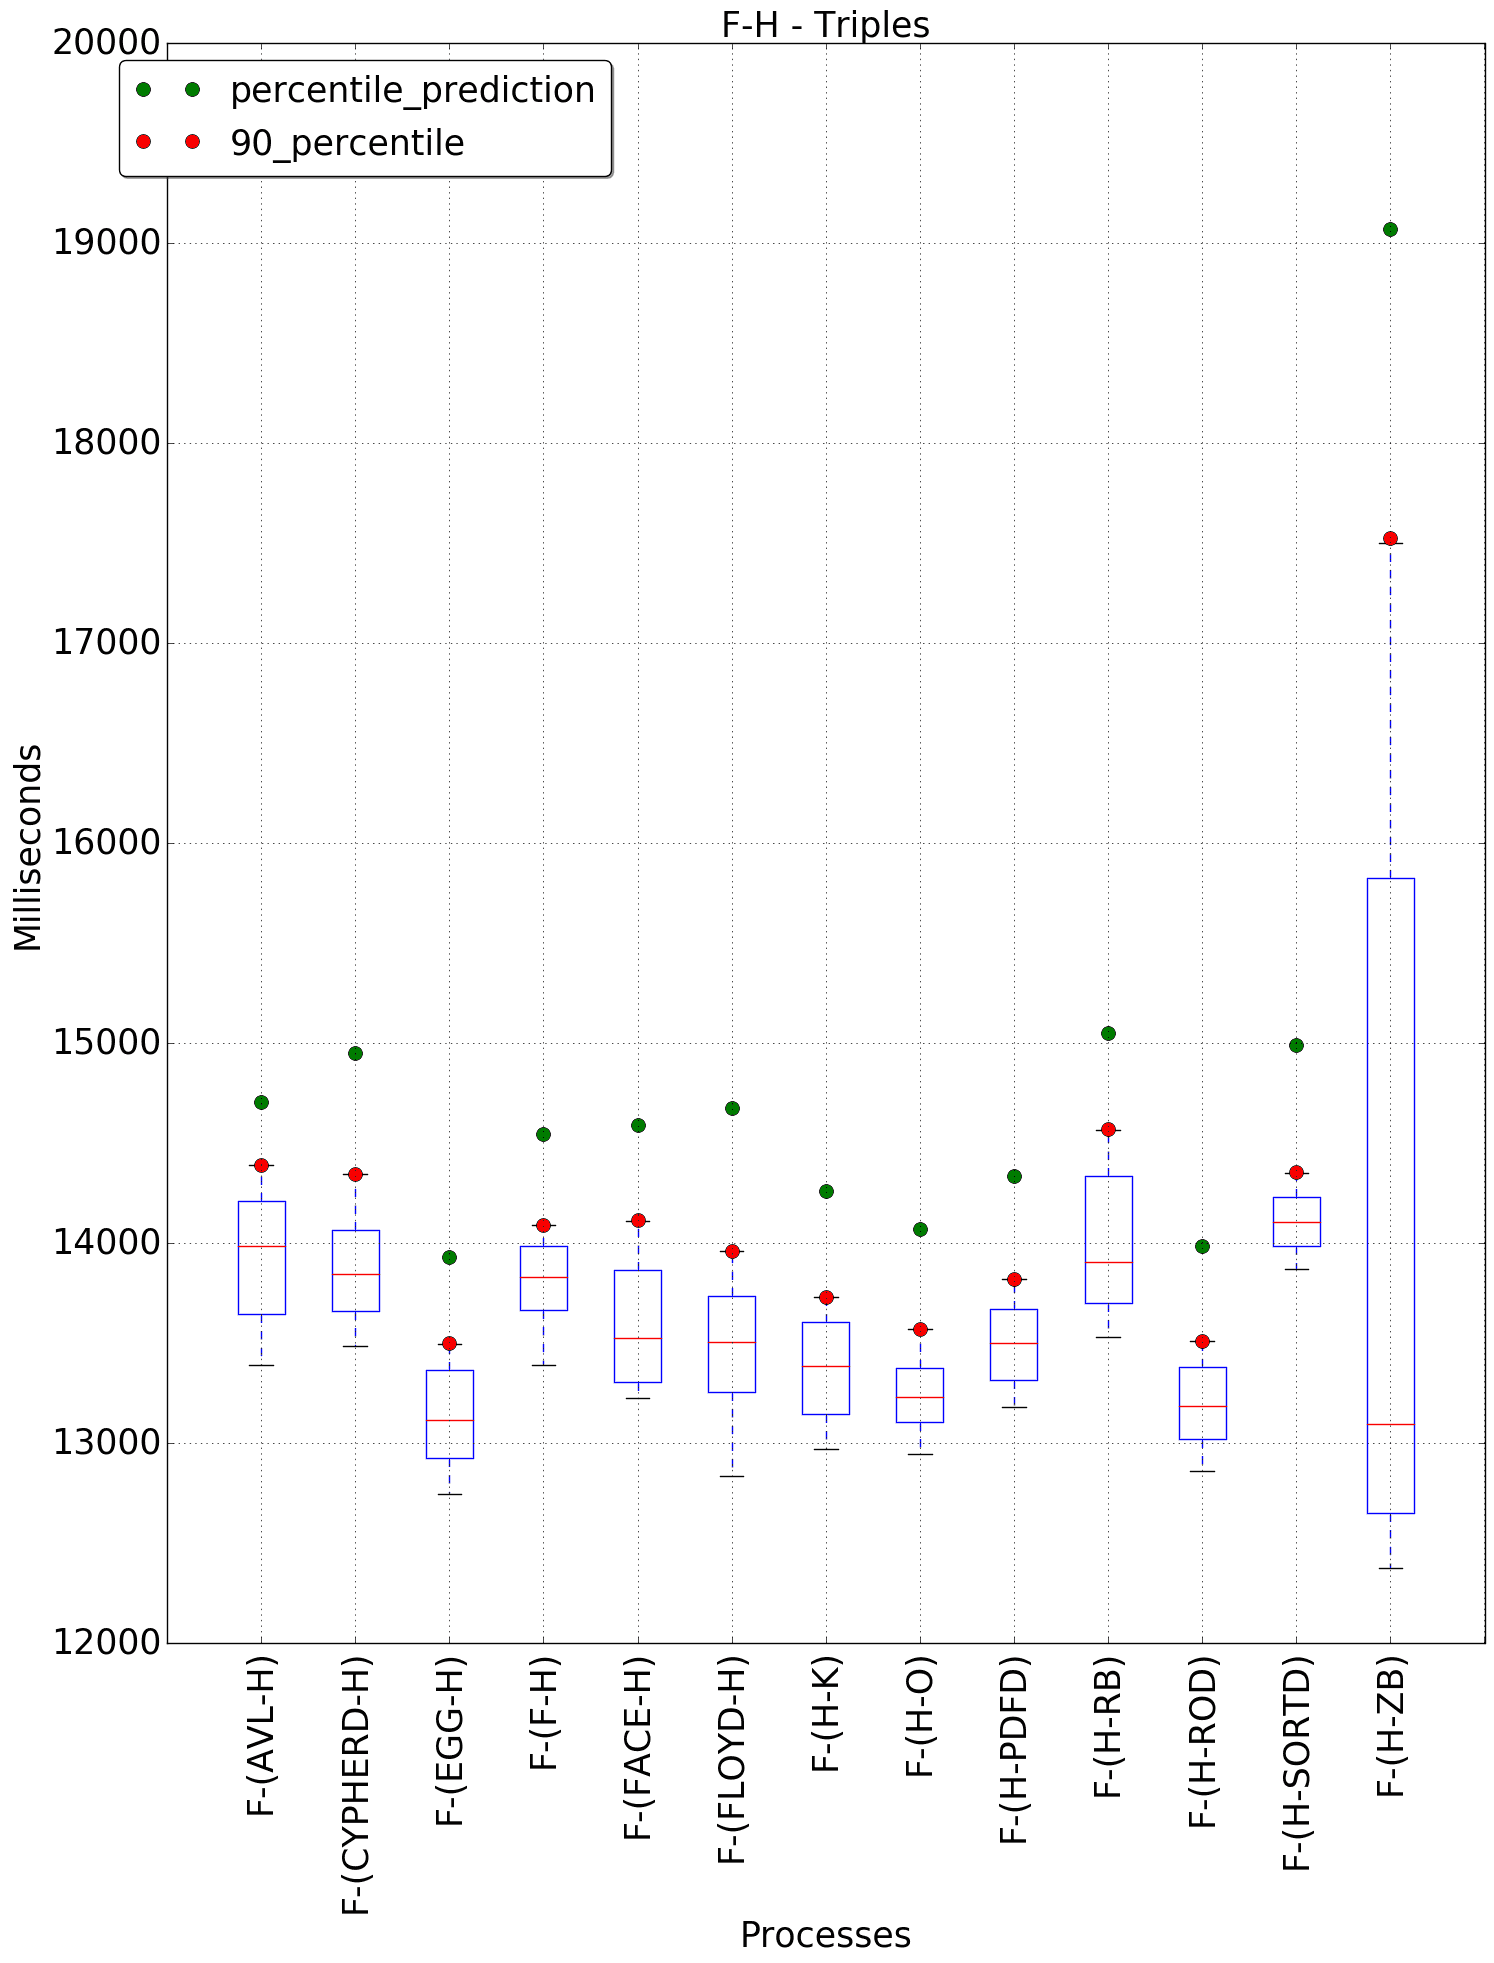 F-H - Triples
20000
19000
18000
17000
16000
15000
14000
13000
12000
percentile_prediction
90_percentile
Milliseconds
F-(AVL-H)
F-(CYPHERD-H)
F-(EGG-H)
F-(F-H)
F-(FACE-H)
F-(FLOYD-H)
F-(H-K)
F-(H-O)
F-(H-PDFD)
F-(H-RB)
F-(H-ROD)
F-(H-SORTD)
F-(H-ZB)
Processes